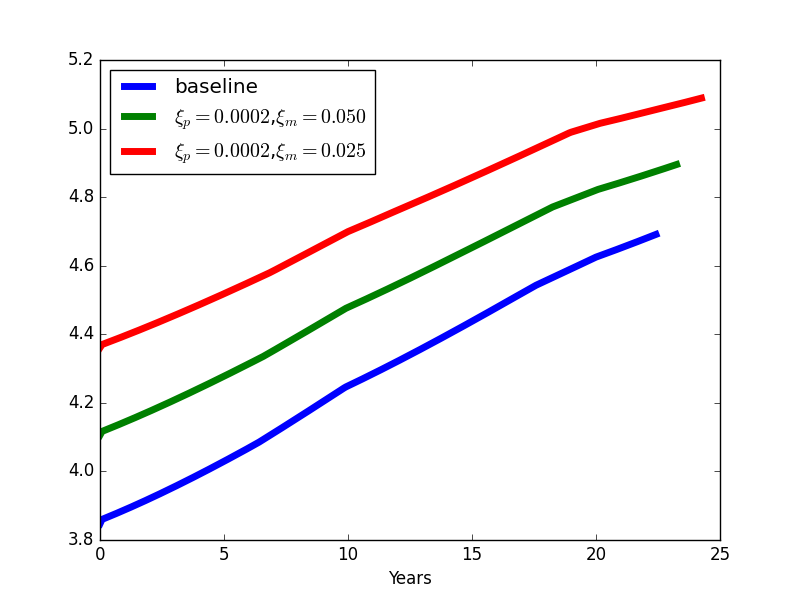 5.2
5.0
4.8
4.6
4.4
4.2
4.0
3.8
baseline
ξp = 0.0002,ξm = 0.050
ξp = 0.0002,ξm = 0.025
0 5 10 15 20 25
Years